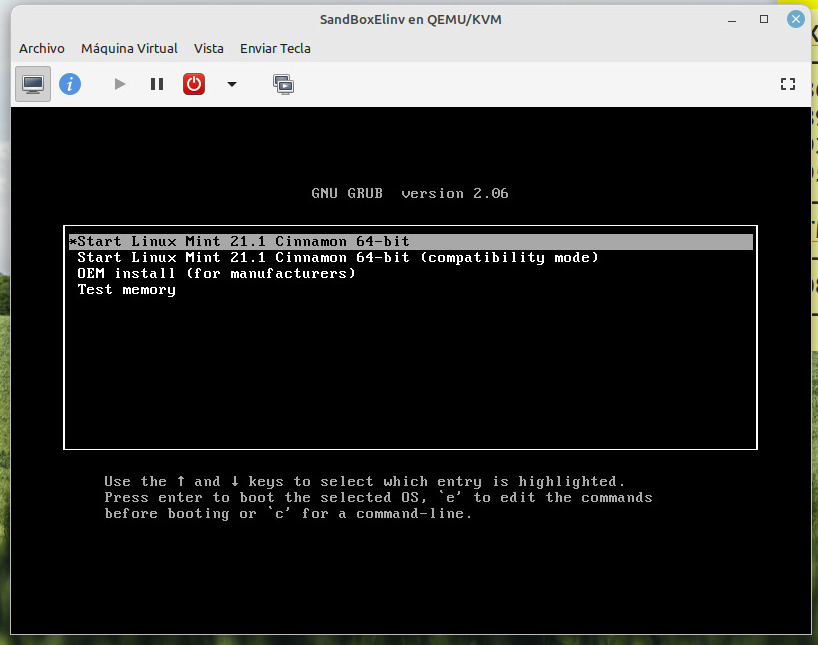 SandBoxElinv en QEMU/KVM
Archivo Máquina Virtual Vista Enviar Tecla
GNU GRUB version 2.06
*Start Linux Mint 21.1 Cinnamon 64-bit
Start Linux Mint 21.1 Cinnamon 64-bit (compatibility mode)
OEM install (for manufacturers)
Test memory
Use the ↑ and ↓ keys to select which entry is highlighted.
Press enter to boot the selected OS, `e' to edit the commands
before booting or `c' for a command-line.